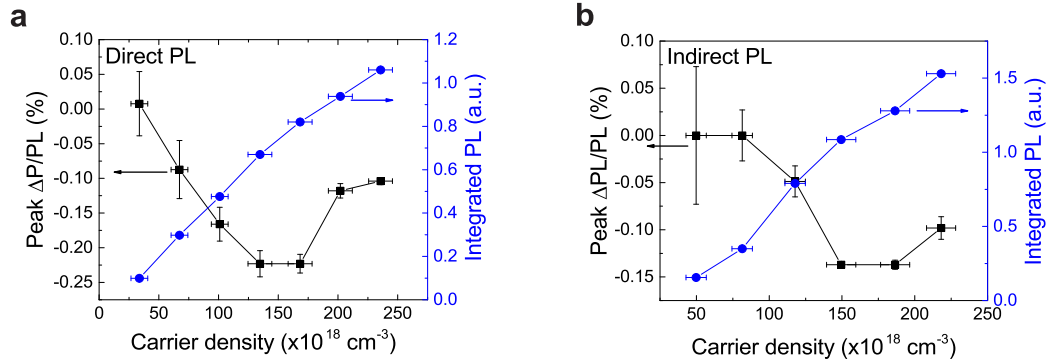 a
Direct PL
Peak ΔP/PL (%)
0.10
0.05
0.00
-0.05
-0.10
-0.15
-0.20
-0.25
0 50 100 150 200 250
Carrier density (x10¹⁸ cm⁻³)
1.2
1.0
0.8
0.6
0.4
0.2
0.0
Integrated PL (a.u.)
b
Indirect PL
Peak ΔPL/PL (%)
0.10
0.05
0.00
-0.05
-0.10
-0.15
50 100 150 200 250
Carrier density (x10¹⁸ cm⁻³)
1.5
1.0
0.5
0.0
Integrated PL (a.u.)